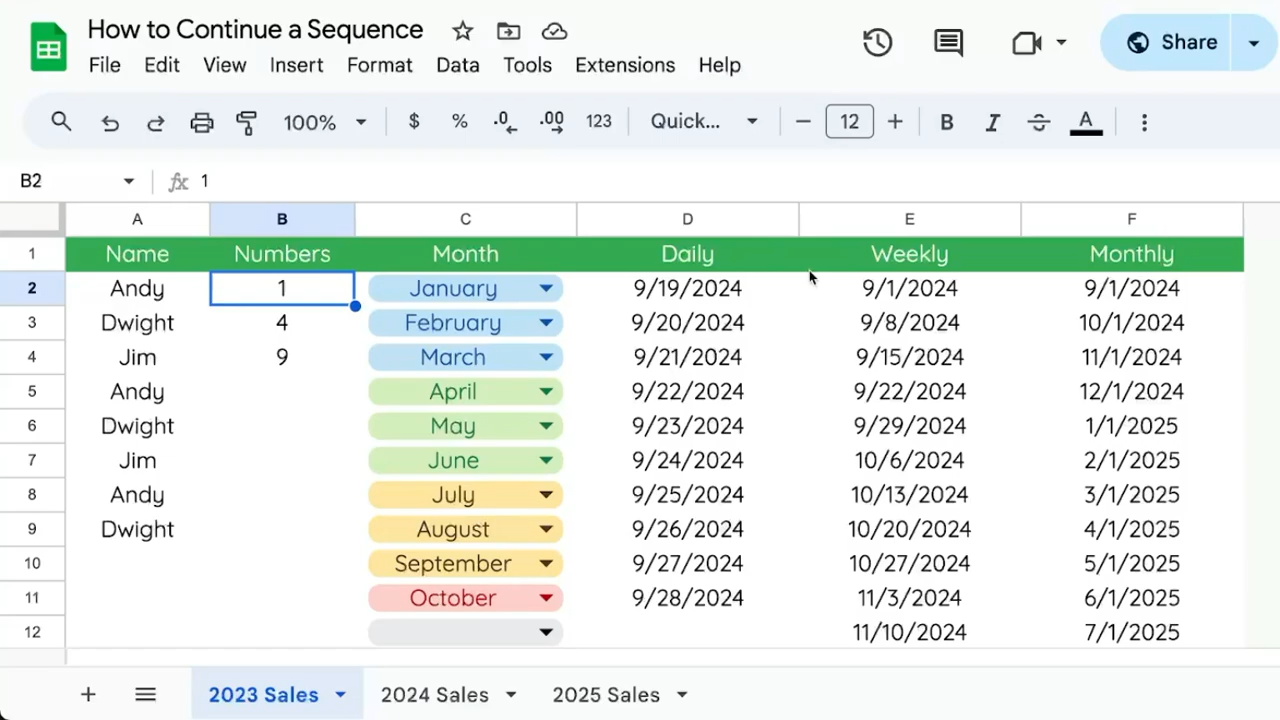 How to Continue a Sequence
File Edit View Insert Format Data Tools Extensions Help
Share
100% $ % .0 .00 123 Quick... 12 B I S A
B2 fx 1
A B C D E F
1 Name Numbers Month Daily Weekly Monthly
2 Andy 1 January 9/19/2024 9/1/2024 9/1/2024
3 Dwight 4 February 9/20/2024 9/8/2024 10/1/2024
4 Jim 9 March 9/21/2024 9/15/2024 11/1/2024
5 Andy April 9/22/2024 9/22/2024 12/1/2024
6 Dwight May 9/23/2024 9/29/2024 1/1/2025
7 Jim June 9/24/2024 10/6/2024 2/1/2025
8 Andy July 9/25/2024 10/13/2024 3/1/2025
9 Dwight August 9/26/2024 10/20/2024 4/1/2025
10 September 9/27/2024 10/27/2024 5/1/2025
11 October 9/28/2024 11/3/2024 6/1/2025
12 11/10/2024 7/1/2025
2023 Sales 2024 Sales 2025 Sales